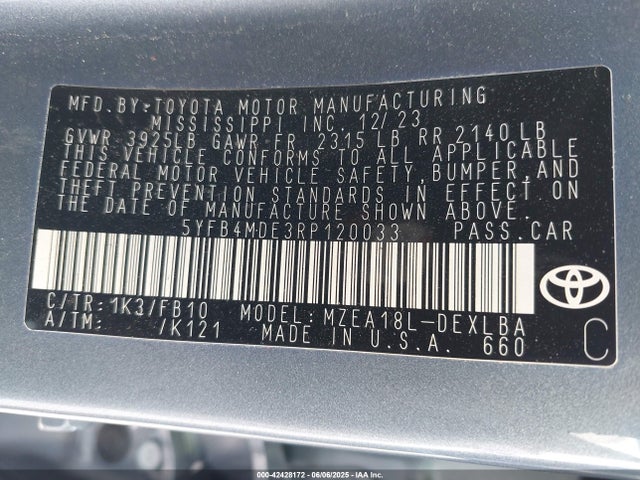 MFD. BY: TOYOTA MOTOR MANUFACTURING
MISSISSIPPI INC. 12/23
GVWR 3925LB GAWR FR 2315 LB RR 2140 LB
THIS VEHICLE CONFORMS TO ALL APPLICABLE
FEDERAL MOTOR VEHICLE SAFETY, BUMPER, AND
THEFT PREVENTION STANDARDS IN EFFECT ON
THE DATE OF MANUFACTURE SHOWN ABOVE.
5YFB4MDE3RP120033 PASS.CAR
C/TR: 1K3/FB10 MODEL: MZEA18L-DEXLBA
A/TM: /K121 MADE IN U.S.A. 660
C
000-42428172 - 06/06/2025 - IAA Inc.